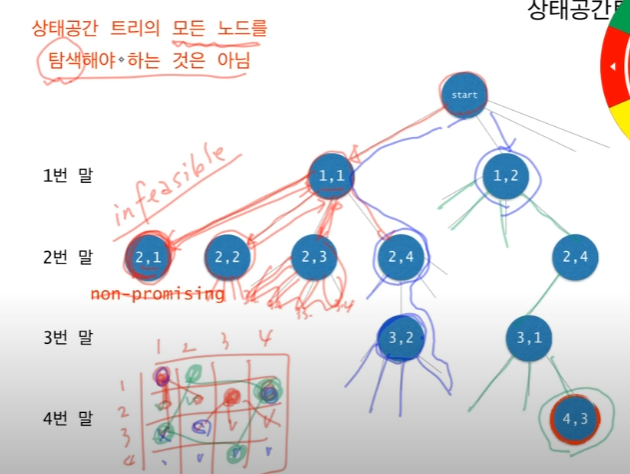 상태공간트
상태공간 트리의 모든 노드를
탐색해야 하는 것은 아님
start
infeasible
1번 말
1,1
1,2
2번 말
2,1
2,2
2,3
2,4
2,4
non-promising
3번 말
3,2
3,1
1 2 3 4
1
2
3
4
4번 말
4,3